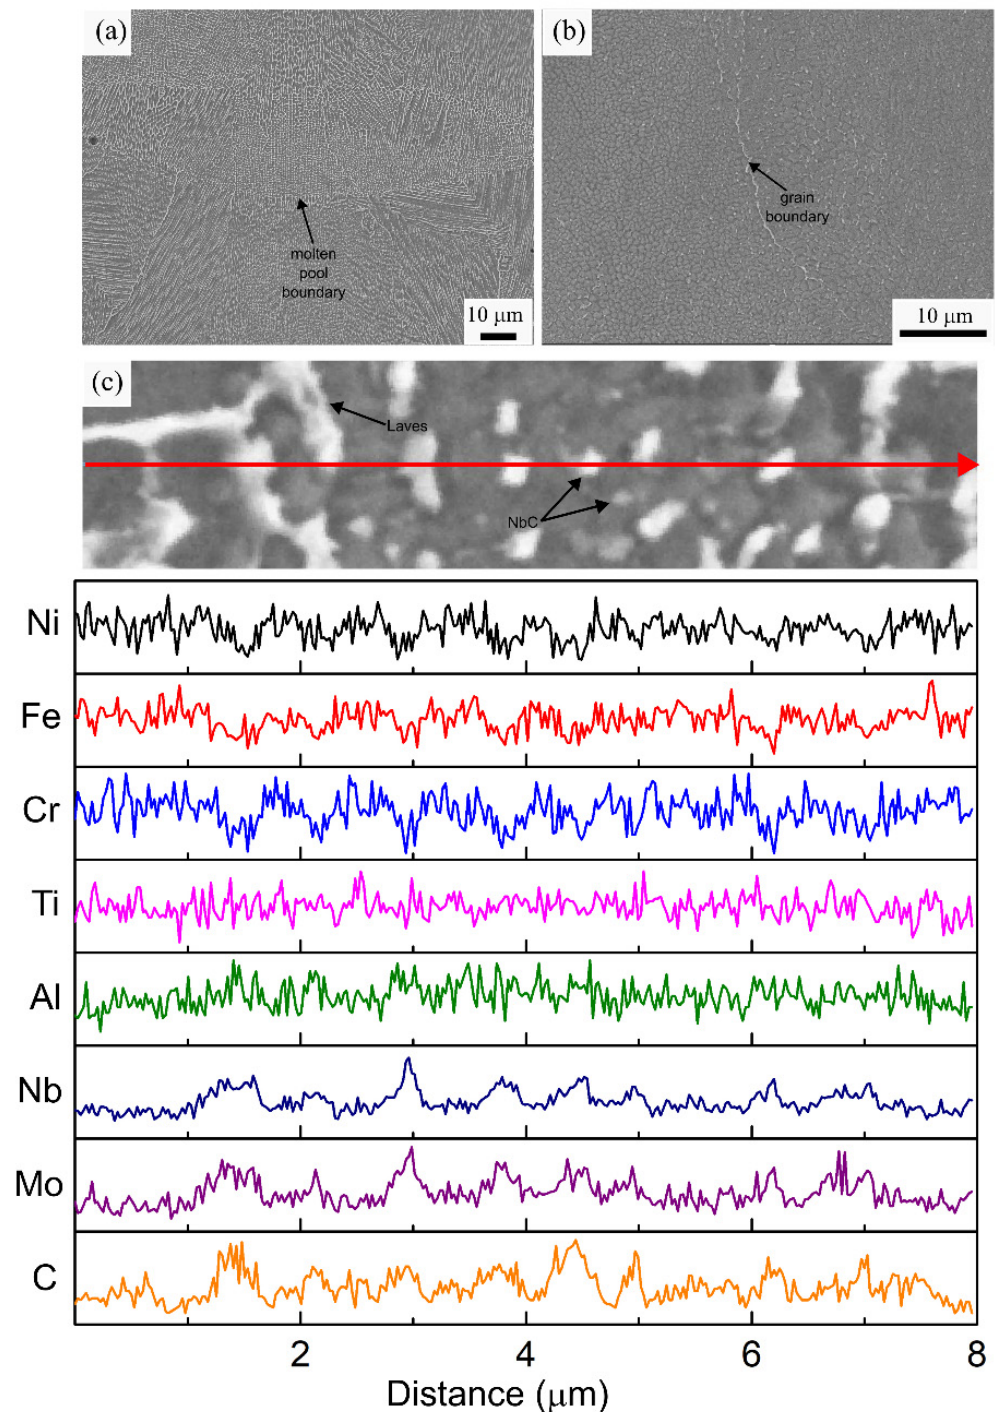 (a)
molten
pool
boundary
10 μm
(b)
grain
boundary
10 μm
(c)
Laves
NbC
Ni
Fe
Cr
Ti
Al
Nb
Mo
C
2 4 6 8
Distance (μm)